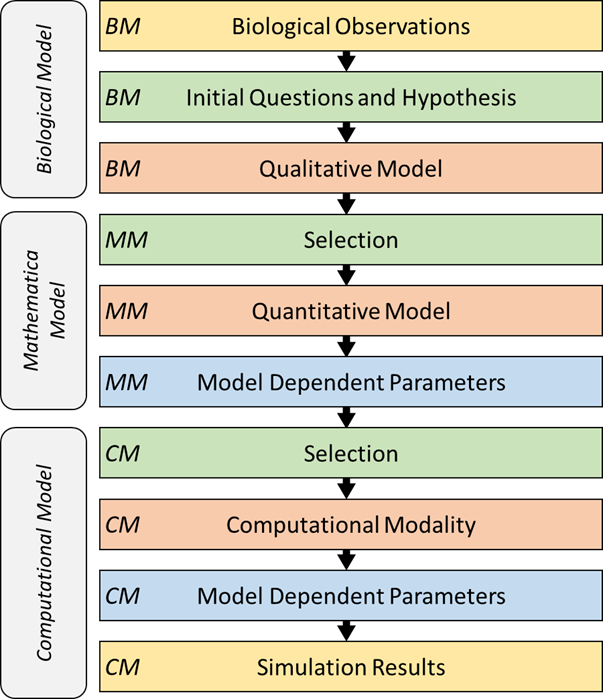 Biological Model
BM Biological Observations
BM Initial Questions and Hypothesis
BM Qualitative Model
Mathematica
Model
MM Selection
MM Quantitative Model
MM Model Dependent Parameters
Computational Model
CM Selection
CM Computational Modality
CM Model Dependent Parameters
CM Simulation Results